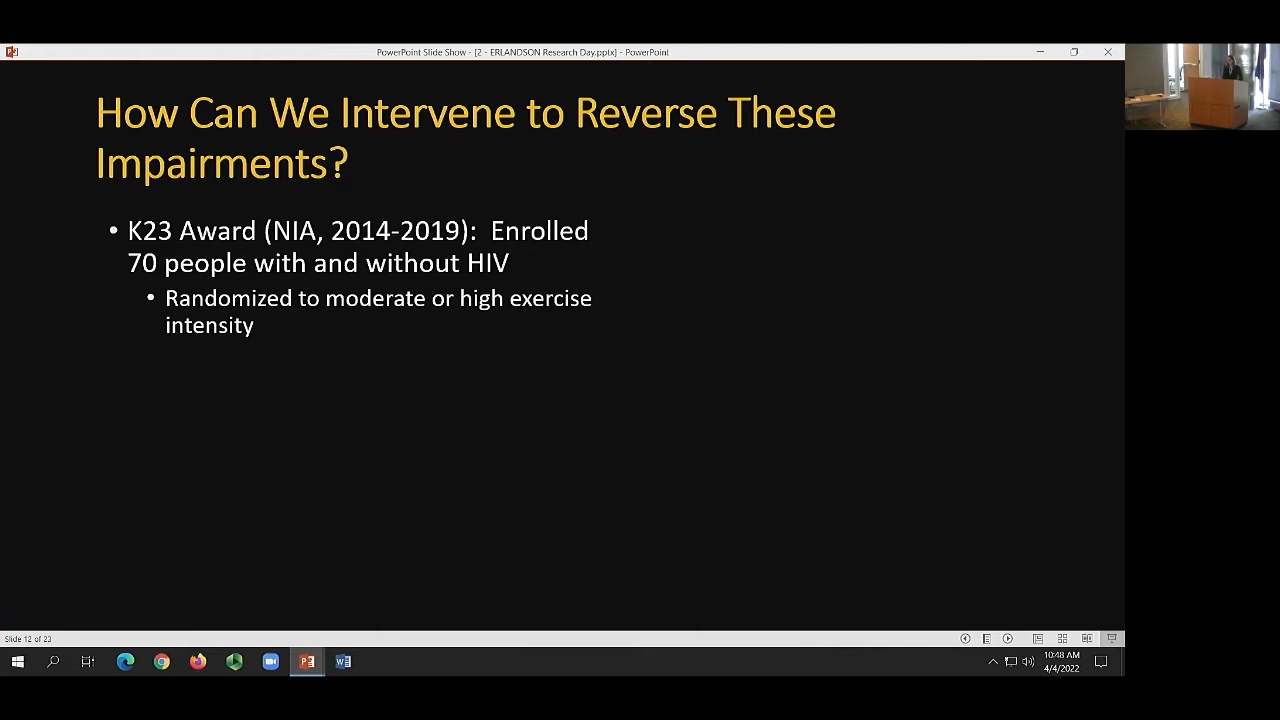 PowerPoint Slide Show - [2 - ERLANDSON Research Day.pptx] - PowerPoint
How Can We Intervene to Reverse These
Impairments?
• K23 Award (NIA, 2014-2019): Enrolled
70 people with and without HIV
• Randomized to moderate or high exercise
intensity
Slide 12 of 23
10:48 AM
4/4/2022